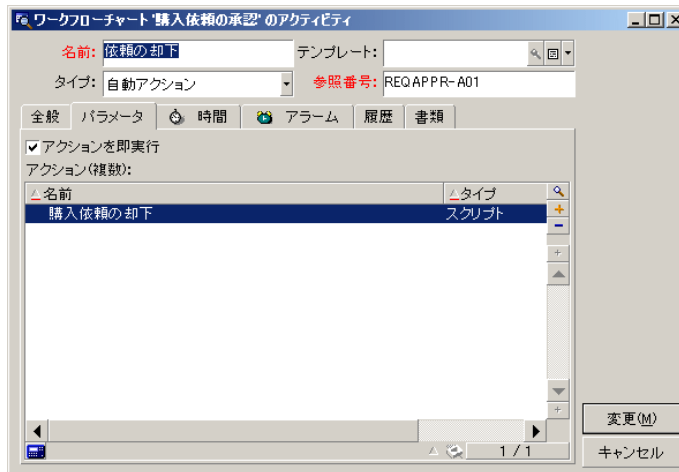 ワークフローチャート '購入依頼の承認' のアクティビティ
名前: 依頼の却下 テンプレート:
タイプ: 自動アクション 参照番号: REQAPPR-A01
全般 パラメータ 時間 アラーム 履歴 書類
アクションを即実行
アクション(複数):
名前 タイプ
購入依頼の却下 スクリプト
1 / 1
変更(M)
キャンセル